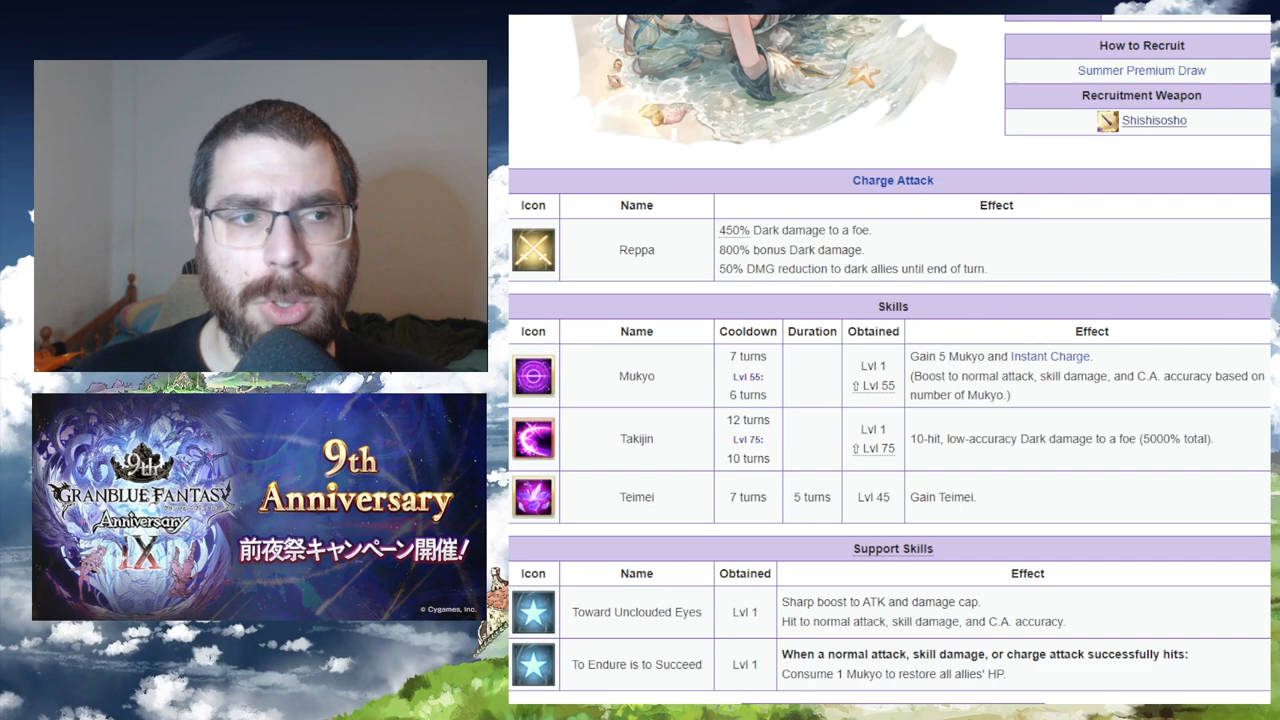 How to Recruit
Summer Premium Draw
Recruitment Weapon
Shishisosho
Charge Attack
Icon Name Effect
Reppa
450% Dark damage to a foe.
800% bonus Dark damage.
50% DMG reduction to dark allies until end of turn.
Skills
Icon Name Cooldown Duration Obtained Effect
Mukyo
7 turns
Lvl 55:
6 turns
Lvl 1
⇧ Lvl 55
Gain 5 Mukyo and Instant Charge.
(Boost to normal attack, skill damage, and C.A. accuracy based on
number of Mukyo.)
Takijin
12 turns
Lvl 75:
10 turns
Lvl 1
⇧ Lvl 75
10-hit, low-accuracy Dark damage to a foe (5000% total).
Teimei 7 turns 5 turns Lvl 45 Gain Teimei.
Support Skills
Icon Name Obtained Effect
Toward Unclouded Eyes Lvl 1
Sharp boost to ATK and damage cap.
Hit to normal attack, skill damage, and C.A. accuracy.
To Endure is to Succeed Lvl 1
When a normal attack, skill damage, or charge attack successfully hits:
Consume 1 Mukyo to restore all allies' HP.
9th
GRANBLUE FANTASY
Anniversary
IX
9th
Anniversary
前夜祭キャンペーン開催!
© Cygames, Inc.